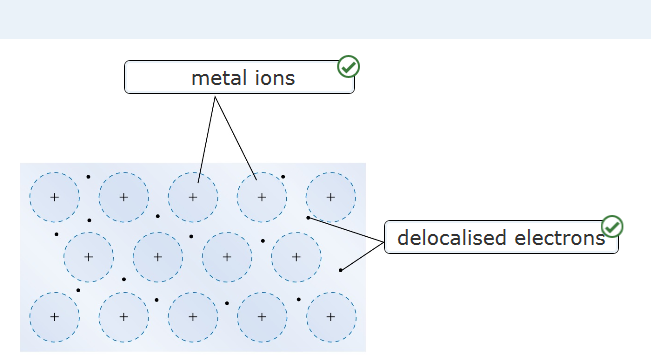 metal ions
+ + + + +
delocalised electrons
+ + + +
+ + + + +